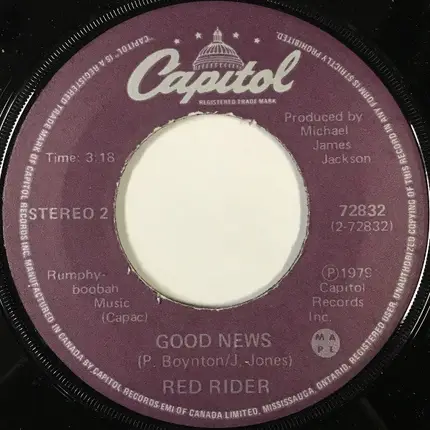 Capitol
REGISTERED TRADE MARK
Produced by
Michael
James
Jackson
Time: 3:18
STEREO 2
72832
(2-72832)
Rumphy-
boobah
Music
(Capac)
Ⓟ1979
Capitol
Records
Inc.
M A
P L
GOOD NEWS
(P. Boynton/J. Jones)
RED RIDER
"CAPITOL" IS A REGISTERED TRADE MARK OF CAPITOL RECORDS INC. MANUFACTURED IN CANADA BY CAPITOL RECORDS-EMI OF CANADA LIMITED, MISSISSAUGA, ONTARIO, REGISTERED USER. UNAUTHORIZED COPYING OF THIS RECORD IN ANY FORM IS STRICTLY PROHIBITED.